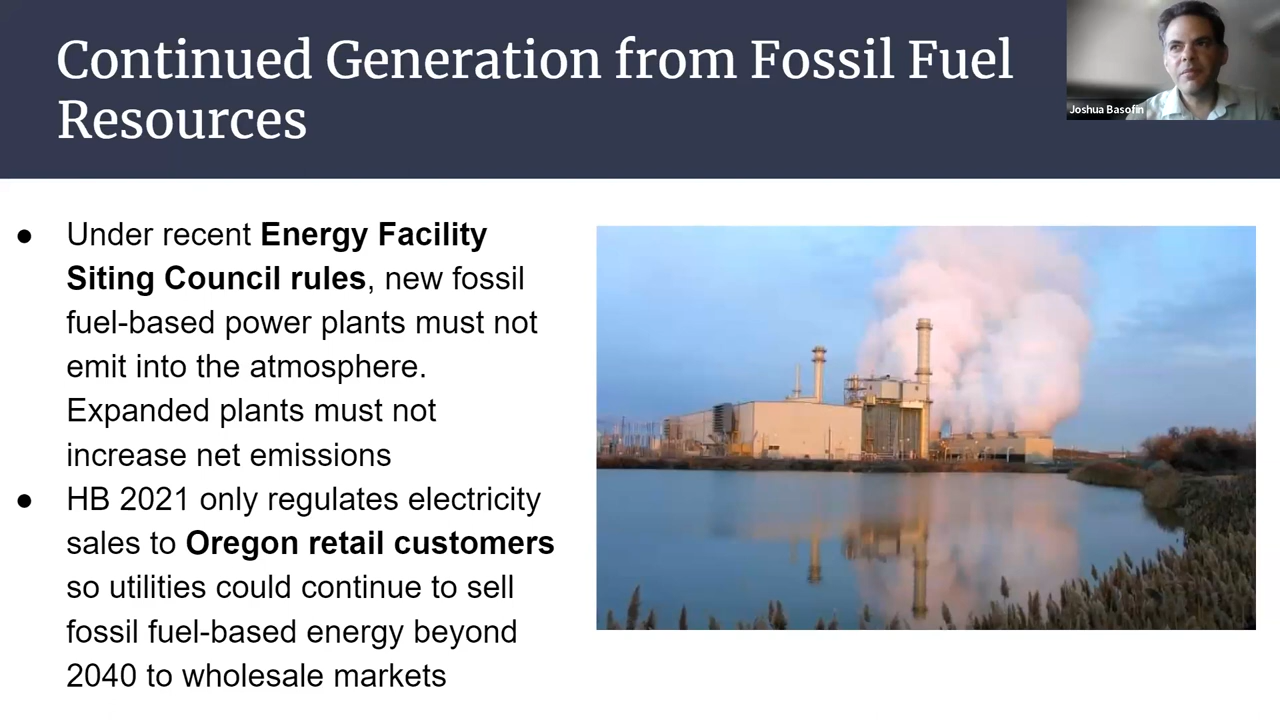 Continued Generation from Fossil Fuel
Resources
Joshua Basofin
● Under recent Energy Facility
Siting Council rules, new fossil
fuel-based power plants must not
emit into the atmosphere.
Expanded plants must not
increase net emissions
● HB 2021 only regulates electricity
sales to Oregon retail customers
so utilities could continue to sell
fossil fuel-based energy beyond
2040 to wholesale markets